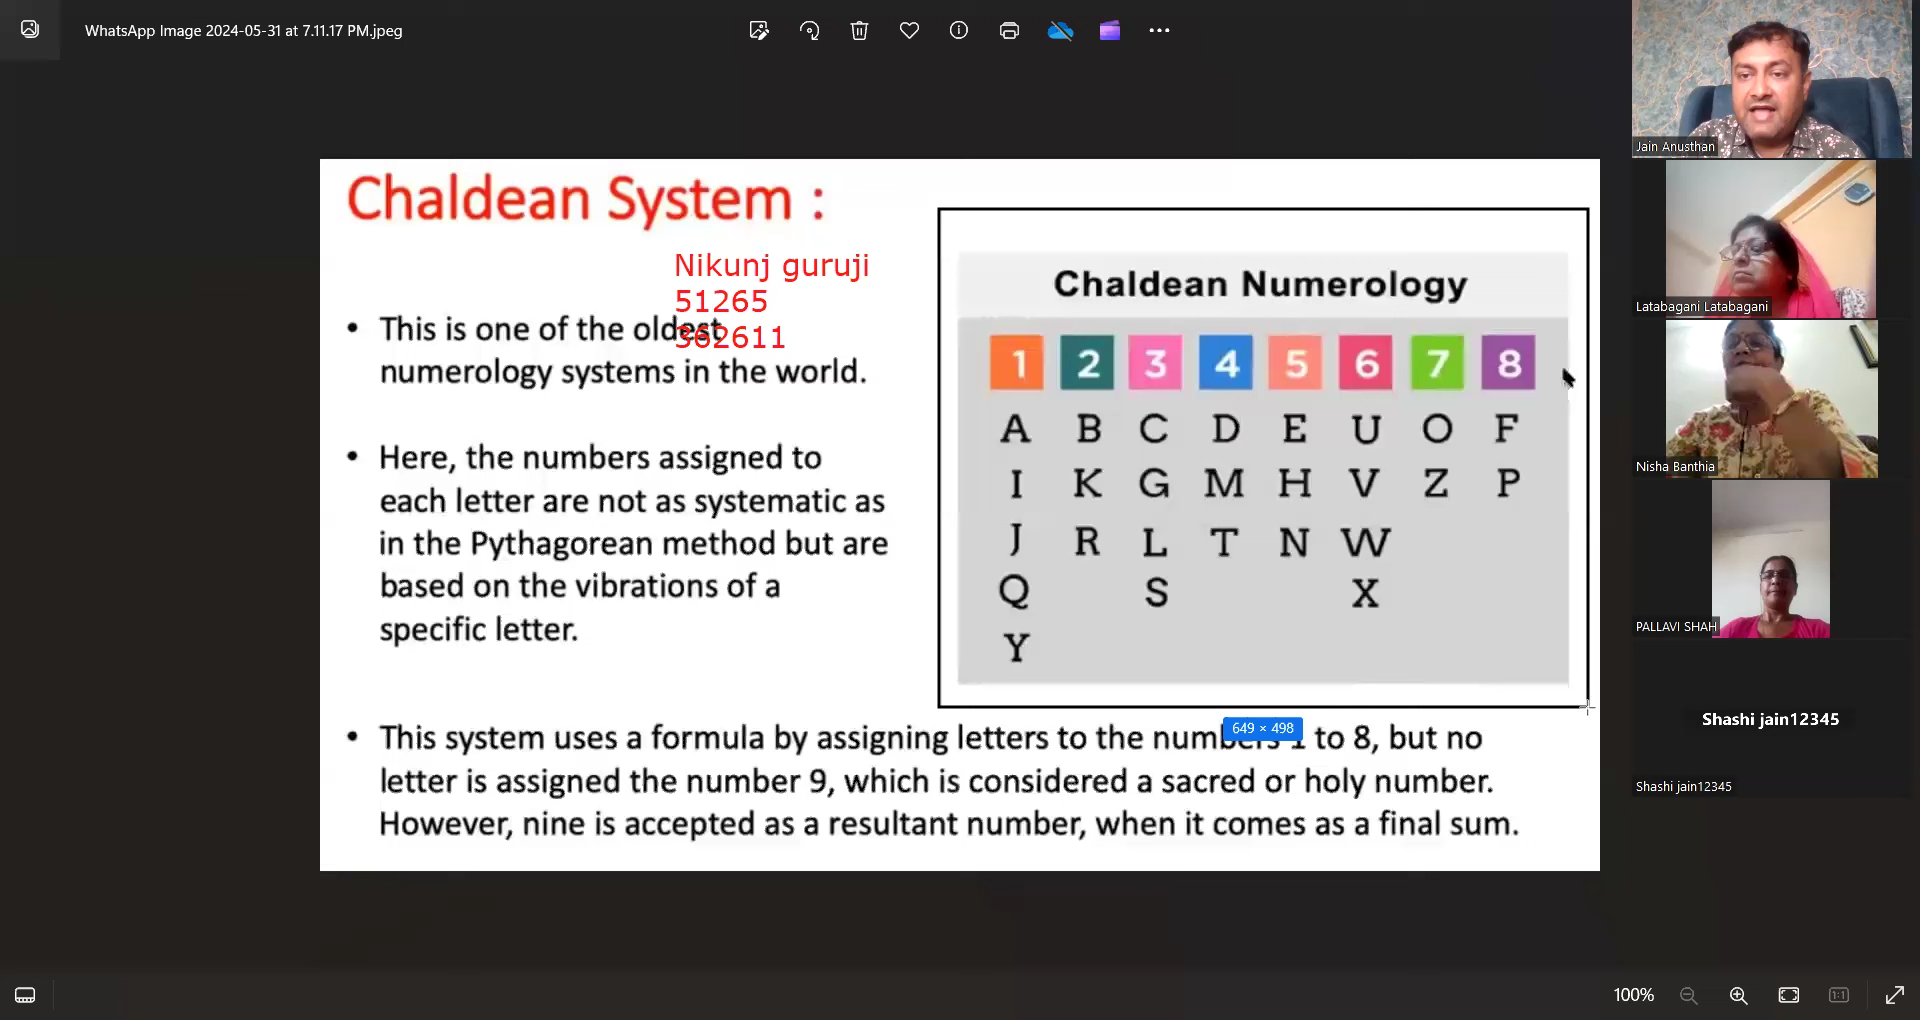 WhatsApp Image 2024-05-31 at 7.11.17 PM.jpeg
Chaldean System :
Nikunj guruji
51265
362611
• This is one of the oldest
numerology systems in the world.
• Here, the numbers assigned to
each letter are not as systematic as
in the Pythagorean method but are
based on the vibrations of a
specific letter.
Chaldean Numerology
1 2 3 4 5 6 7 8
A B C D E U O F
I K G M H V Z P
J R L T N W
Q S X
Y
649 × 498
• This system uses a formula by assigning letters to the numbers 1 to 8, but no
letter is assigned the number 9, which is considered a sacred or holy number.
However, nine is accepted as a resultant number, when it comes as a final sum.
Jain Anusthan
Latabagani Latabagani
Nisha Banthia
PALLAVI SHAH
Shashi jain12345
Shashi jain12345
100%
1:1